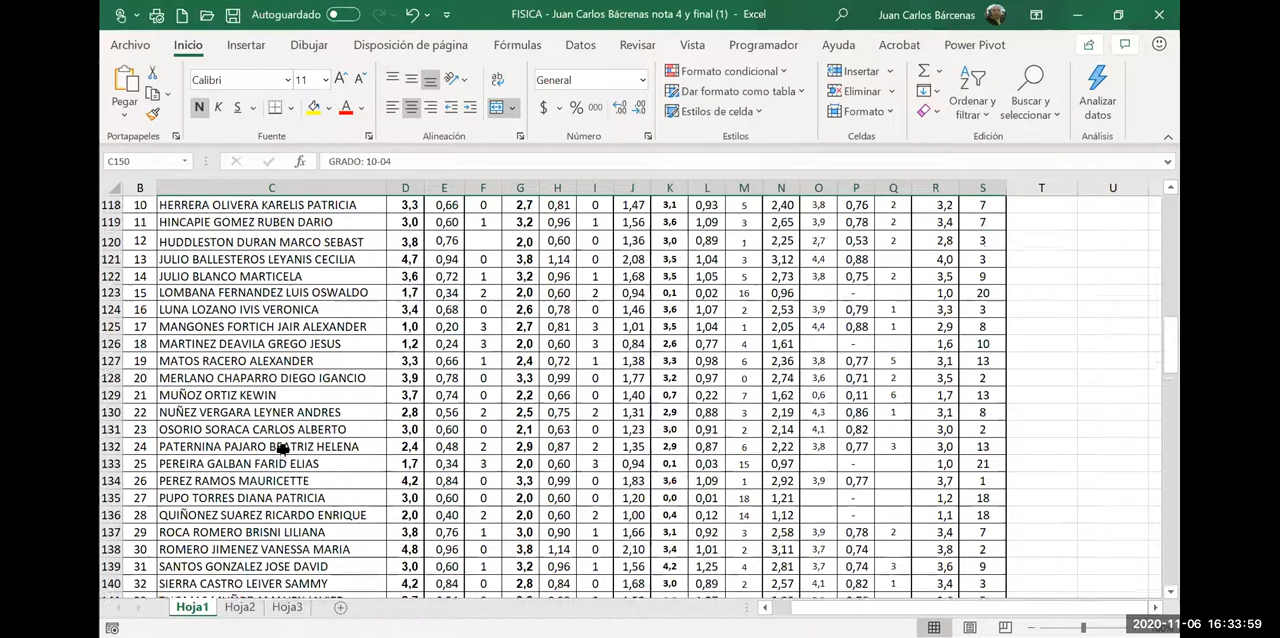 Autoguardado FISICA - Juan Carlos Bácrenas nota 4 y final (1) - Excel Juan Carlos Bárcenas
Archivo Inicio Insertar Dibujar Disposición de página Fórmulas Datos Revisar Vista Programador Ayuda Acrobat Power Pivot
Calibri 11 General Formato condicional Insertar
Pegar N K S Dar formato como tabla Eliminar Ordenar y filtrar Buscar y seleccionar Analizar datos
$ % 000 Estilos de celda Formato
Portapapeles Fuente Alineación Número Estilos Celdas Edición Análisis
C150 fx GRADO: 10-04
B C D E F G H I J K L M N O P Q R S T U
118 10 HERRERA OLIVERA KARELIS PATRICIA 3,3 0,66 0 2,7 0,81 0 1,47 3,1 0,93 5 2,40 3,8 0,76 2 3,2 7
119 11 HINCAPIE GOMEZ RUBEN DARIO 3,0 0,60 1 3,2 0,96 1 1,56 3,6 1,09 3 2,65 3,9 0,78 2 3,4 7
120 12 HUDDLESTON DURAN MARCO SEBAST 3,8 0,76 2,0 0,60 0 1,36 3,0 0,89 1 2,25 2,7 0,53 2 2,8 3
121 13 JULIO BALLESTEROS LEYANIS CECILIA 4,7 0,94 0 3,8 1,14 0 2,08 3,5 1,04 3 3,12 4,4 0,88 4,0 3
122 14 JULIO BLANCO MARTICELA 3,6 0,72 1 3,2 0,96 1 1,68 3,5 1,05 5 2,73 3,8 0,75 2 3,5 9
123 15 LOMBANA FERNANDEZ LUIS OSWALDO 1,7 0,34 2 2,0 0,60 2 0,94 0,1 0,02 16 0,96 - 1,0 20
124 16 LUNA LOZANO IVIS VERONICA 3,4 0,68 0 2,6 0,78 0 1,46 3,6 1,07 2 2,53 3,9 0,79 1 3,3 3
125 17 MANGONES FORTICH JAIR ALEXANDER 1,0 0,20 3 2,7 0,81 3 1,01 3,5 1,04 1 2,05 4,4 0,88 1 2,9 8
126 18 MARTINEZ DEAVILA GREGO JESUS 1,2 0,24 3 2,0 0,60 3 0,84 2,6 0,77 4 1,61 - 1,6 10
127 19 MATOS RACERO ALEXANDER 3,3 0,66 1 2,4 0,72 1 1,38 3,3 0,98 6 2,36 3,8 0,77 5 3,1 13
128 20 MERLANO CHAPARRO DIEGO IGANCIO 3,9 0,78 0 3,3 0,99 0 1,77 3,2 0,97 0 2,74 3,6 0,71 2 3,5 2
129 21 MUÑOZ ORTIZ KEWIN 3,7 0,74 0 2,2 0,66 0 1,40 0,7 0,22 7 1,62 0,6 0,11 6 1,7 13
130 22 NUÑEZ VERGARA LEYNER ANDRES 2,8 0,56 2 2,5 0,75 2 1,31 2,9 0,88 3 2,19 4,3 0,86 1 3,1 8
131 23 OSORIO SORACA CARLOS ALBERTO 3,0 0,60 0 2,1 0,63 0 1,23 3,0 0,91 2 2,14 4,1 0,82 3,0 2
132 24 PATERNINA PAJARO BEATRIZ HELENA 2,4 0,48 2 2,9 0,87 2 1,35 2,9 0,87 6 2,22 3,8 0,77 3 3,0 13
133 25 PEREIRA GALBAN FARID ELIAS 1,7 0,34 3 2,0 0,60 3 0,94 0,1 0,03 15 0,97 - 1,0 21
134 26 PEREZ RAMOS MAURICETTE 4,2 0,84 0 3,3 0,99 0 1,83 3,6 1,09 1 2,92 3,9 0,77 3,7 1
135 27 PUPO TORRES DIANA PATRICIA 3,0 0,60 0 2,0 0,60 0 1,20 0,0 0,01 18 1,21 - 1,2 18
136 28 QUIÑONEZ SUAREZ RICARDO ENRIQUE 2,0 0,40 2 2,0 0,60 2 1,00 0,4 0,12 14 1,12 - 1,1 18
137 29 ROCA ROMERO BRISNI LILIANA 3,8 0,76 1 3,0 0,90 1 1,66 3,1 0,92 3 2,58 3,9 0,78 2 3,4 7
138 30 ROMERO JIMENEZ VANESSA MARIA 4,8 0,96 0 3,8 1,14 0 2,10 3,4 1,01 2 3,11 3,7 0,74 3,8 2
139 31 SANTOS GONZALEZ JOSE DAVID 3,0 0,60 1 3,2 0,96 1 1,56 4,2 1,25 4 2,81 3,7 0,74 3 3,6 9
140 32 SIERRA CASTRO LEIVER SAMMY 4,2 0,84 0 2,8 0,84 0 1,68 3,0 0,89 2 2,57 4,1 0,82 1 3,4 3
Hoja1 Hoja2 Hoja3
2020-11-06 16:33:59